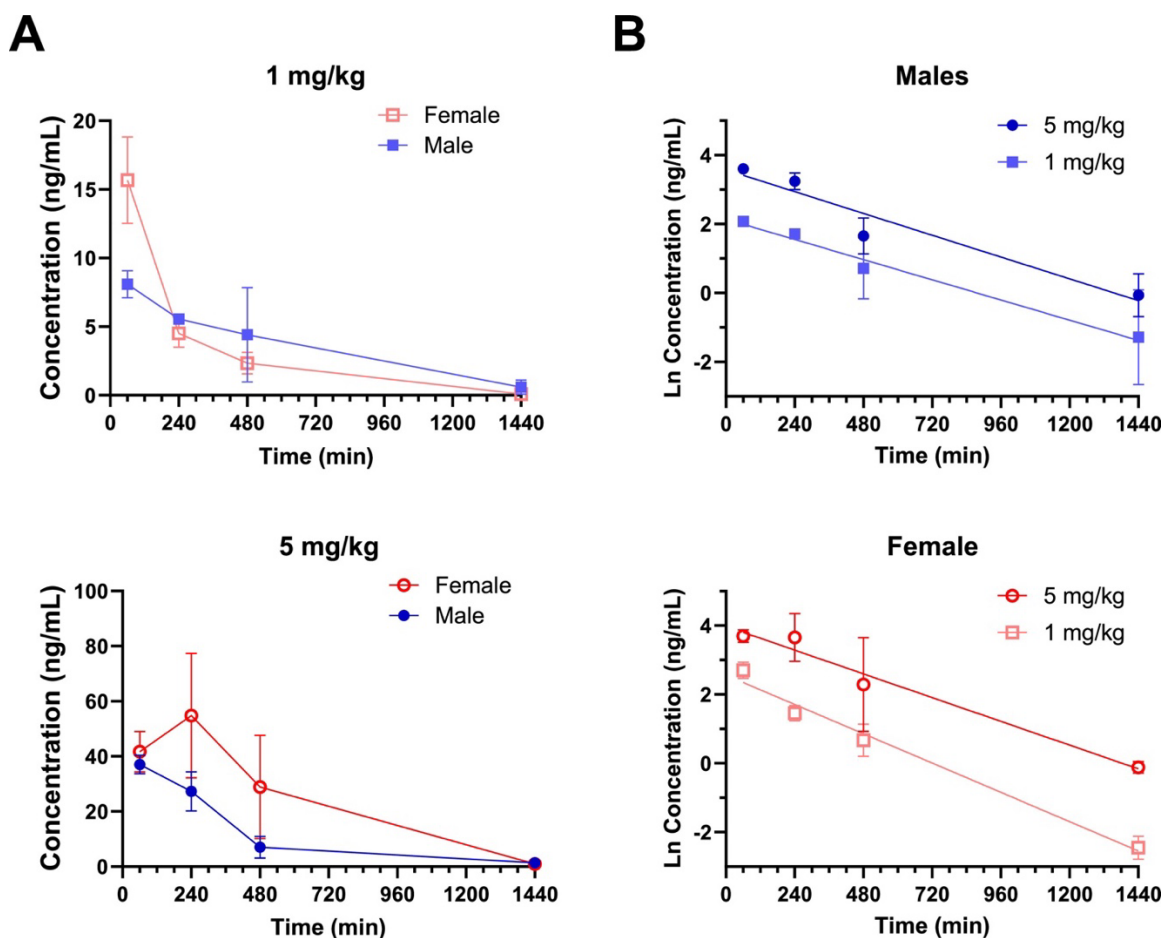 A
1 mg/kg
Female
Male
Concentration (ng/mL)
20
15
10
5
0
0 240 480 720 960 1200 1440
Time (min)
5 mg/kg
Female
Male
Concentration (ng/mL)
100
80
60
40
20
0
0 240 480 720 960 1200 1440
Time (min)
B
Males
5 mg/kg
1 mg/kg
Ln Concentration (ng/mL)
4
2
0
-2
0 240 480 720 960 1200 1440
Time (min)
Female
5 mg/kg
1 mg/kg
Ln Concentration (ng/mL)
4
2
0
-2
0 240 480 720 960 1200 1440
Time (min)